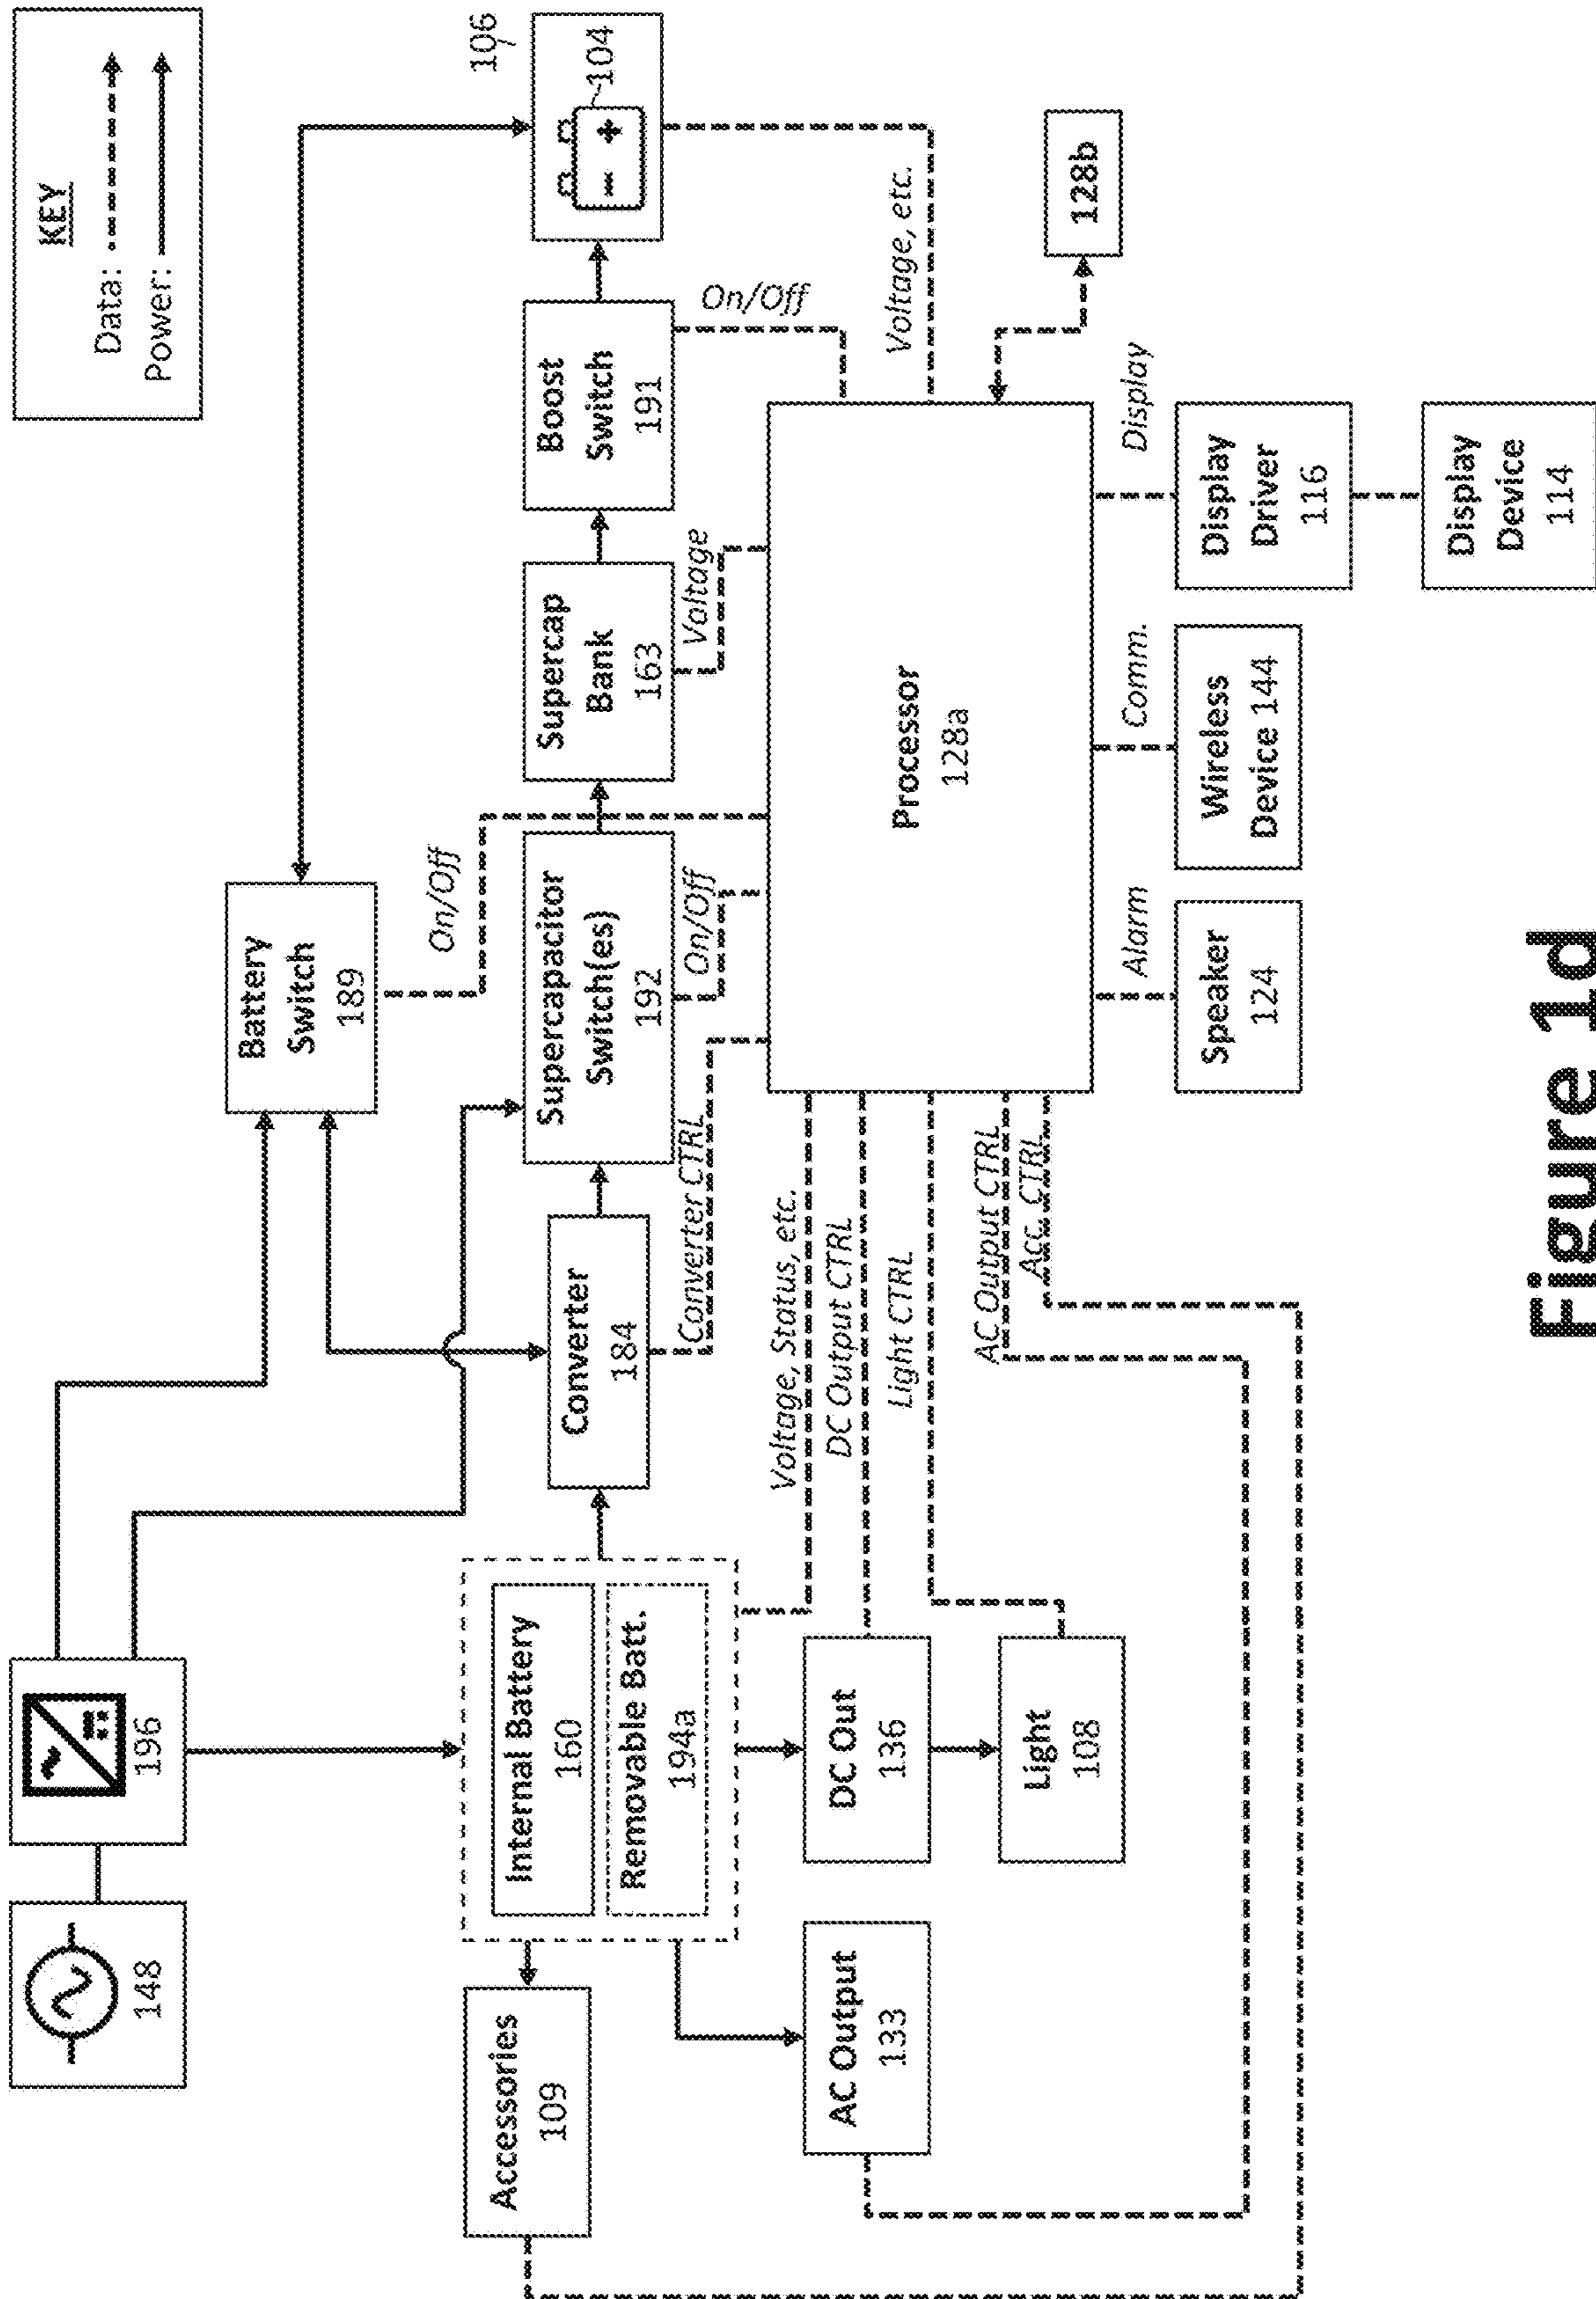 KEY
Data:
Power:
148
196
Battery
Switch
189
106
104
On/Off
Accessories
109
Internal Battery
160
Removable Batt.
194a
Converter
184
Supercapacitor
Switch(es)
192
Supercap
Bank
163
Boost
Switch
191
Converter CTRL
On/Off
Voltage
On/Off
Voltage, etc.
AC Output
133
DC Out
136
Light
108
Voltage, Status, etc.
DC Output CTRL
Light CTRL
AC Output CTRL
Acc. CTRL
Processor
128a
128b
Alarm
Comm.
Display
Speaker
124
Wireless
Device 144
Display
Driver
116
Display
Device
114
Figure 1d